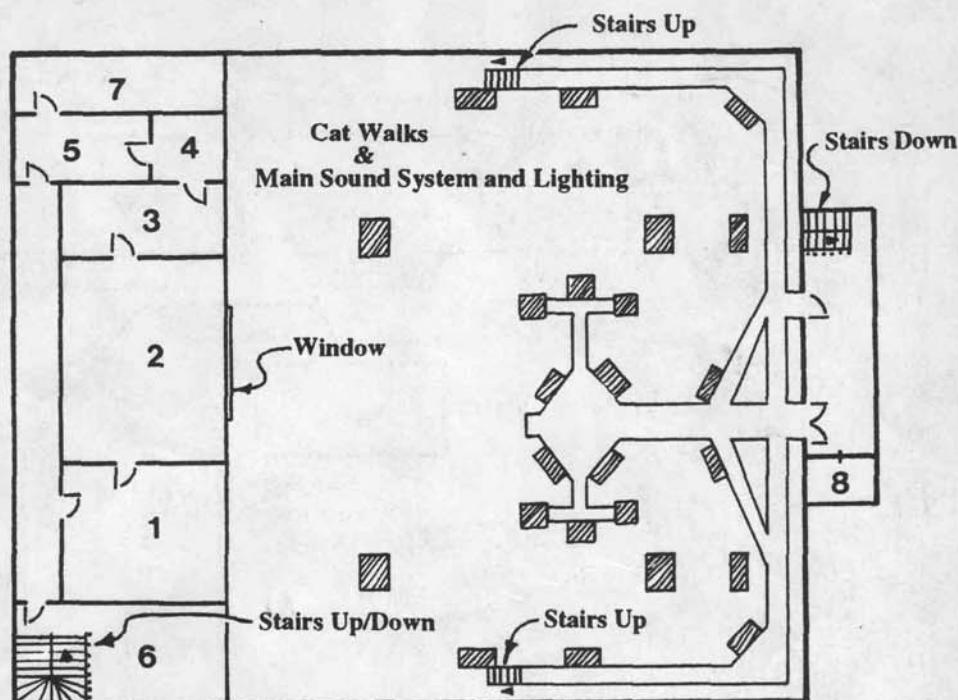 Stairs Up
7
Cat Walks
&
Main Sound System and Lighting
5
4
Stairs Down
3
2
Window
8
1
Stairs Up/Down
Stairs Up
6